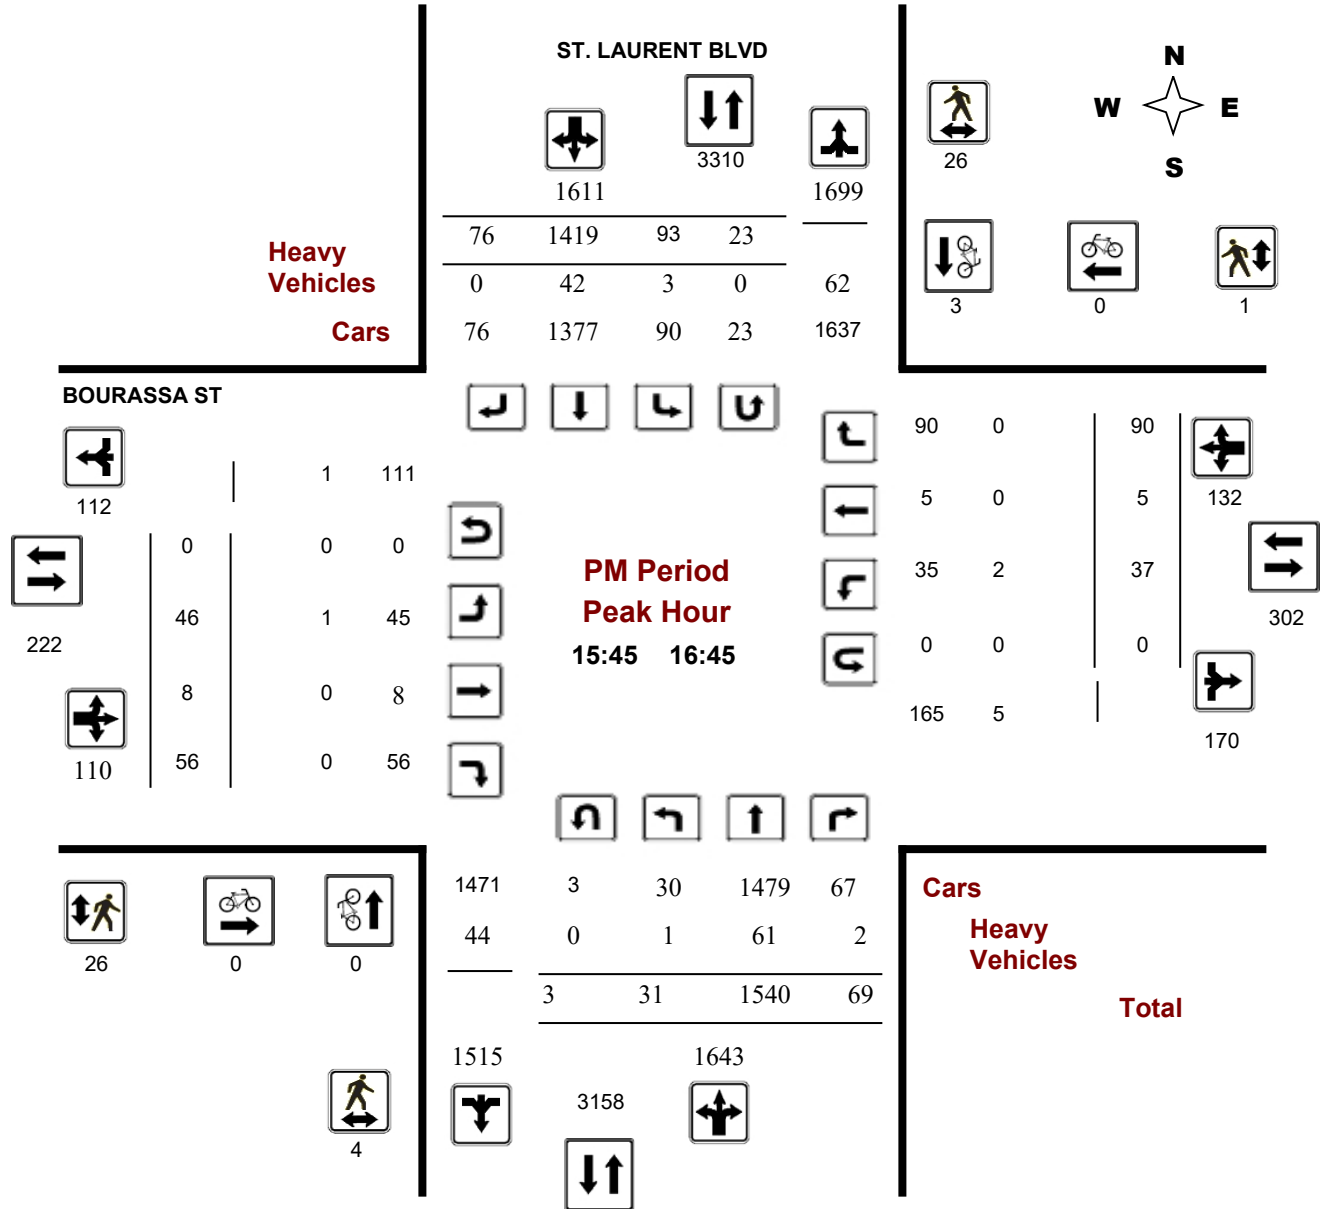 ST. LAURENT BLVD
N
W E
S
3310
26
1611 1699
76 1419 93 23
Heavy
Vehicles
0 42 3 0 62
3 0 1
Cars
76 1377 90 23 1637
BOURASSA ST
90 0 90
1 111
112
5 0 5
132
0 0 0
PM Period
Peak Hour
15:45 16:45
35 2 37
46 1 45
302
222
0 0 0
8 0 8
165 5
170
110
56 0 56
1471 3 30 1479 67
Cars
44 0 1 61 2
Heavy
Vehicles
26 0 0
3 31 1540 69
Total
1515 1643
3158
4